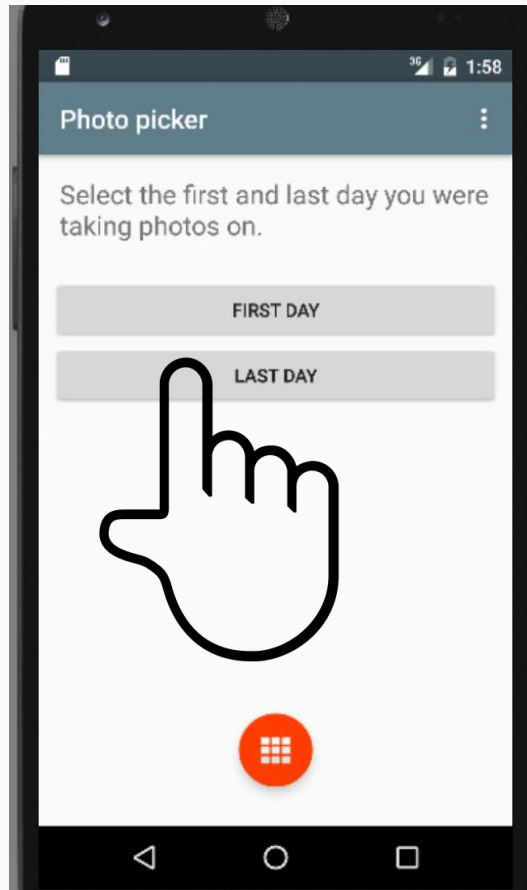 3G 1:58
Photo picker
Select the first and last day you were
taking photos on.
FIRST DAY
LAST DAY